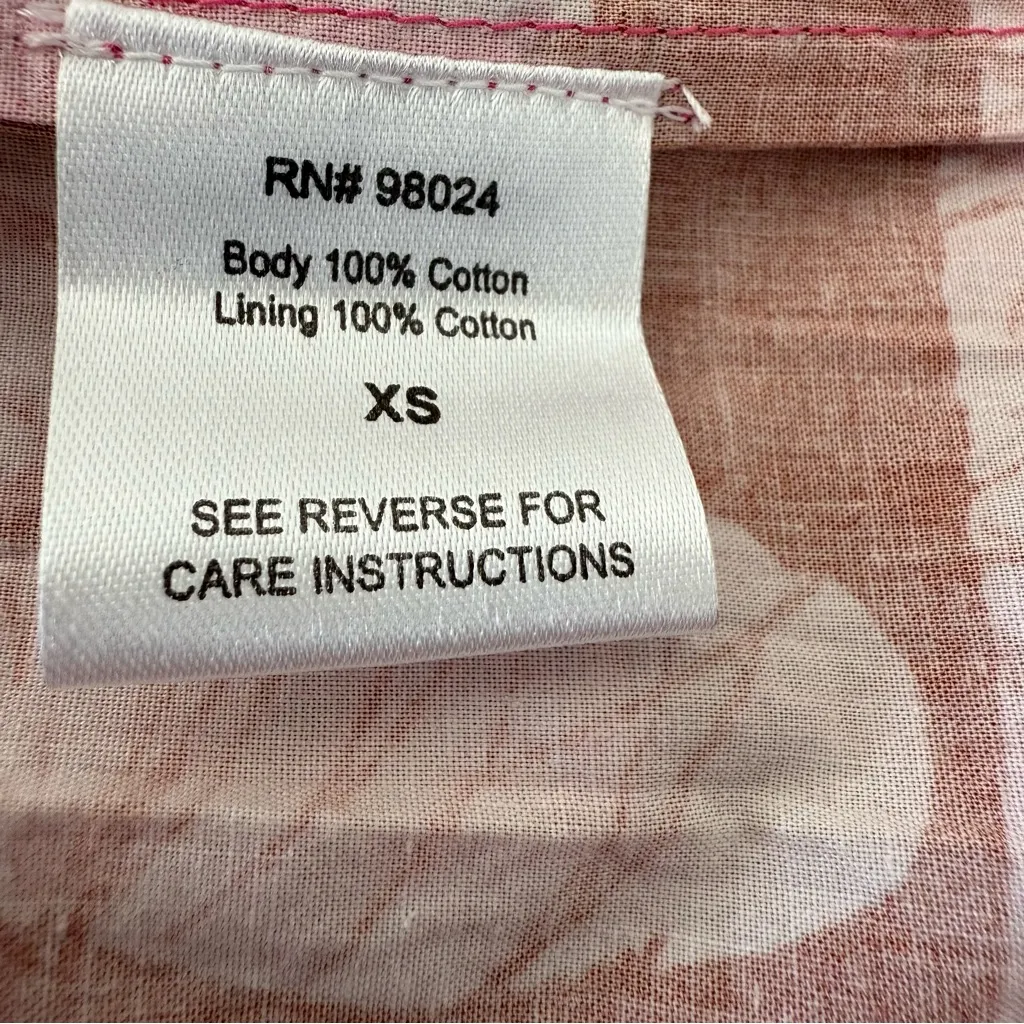 RN# 98024
Body 100% Cotton
Lining 100% Cotton
XS
SEE REVERSE FOR
CARE INSTRUCTIONS